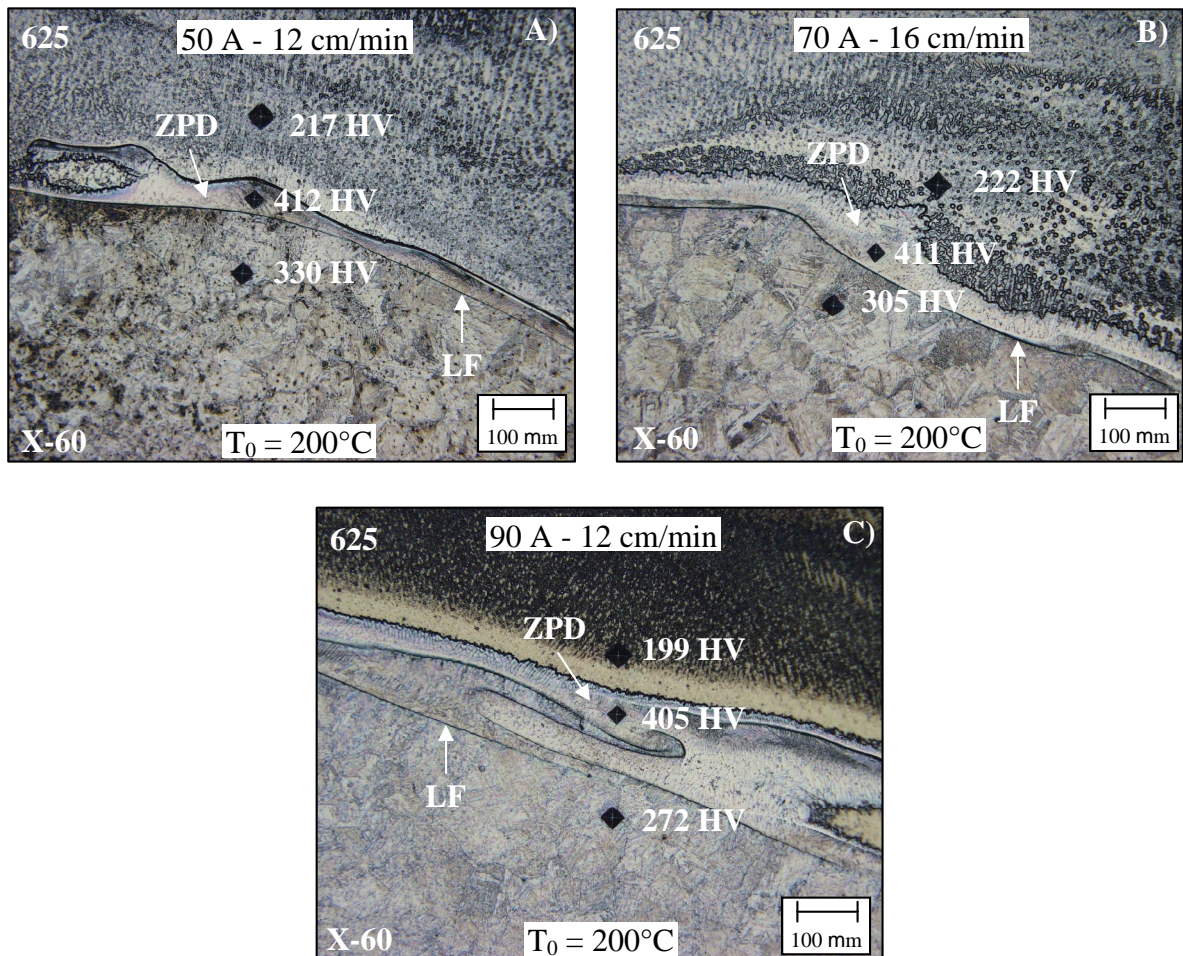 625
50 A - 12 cm/min
A)
ZPD
217 HV
412 HV
330 HV
LF
X-60
T₀ = 200°C
100 mm
625
70 A - 16 cm/min
B)
ZPD
222 HV
411 HV
305 HV
LF
X-60
T₀ = 200°C
100 mm
625
90 A - 12 cm/min
C)
ZPD
199 HV
405 HV
LF
272 HV
X-60
T₀ = 200°C
100 mm